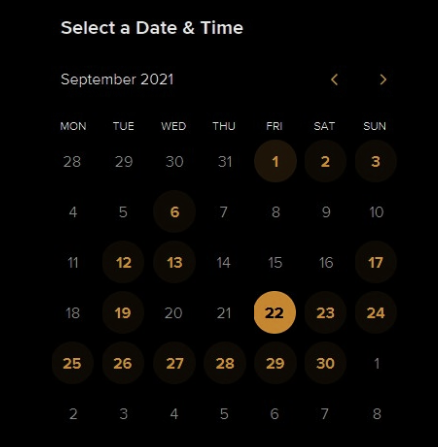 Select a Date & Time
September 2021
MON TUE WED THU FRI SAT SUN
28 29 30 31 1 2 3
4 5 6 7 8 9 10
11 12 13 14 15 16 17
18 19 20 21 22 23 24
25 26 27 28 29 30 1
2 3 4 5 6 7 8